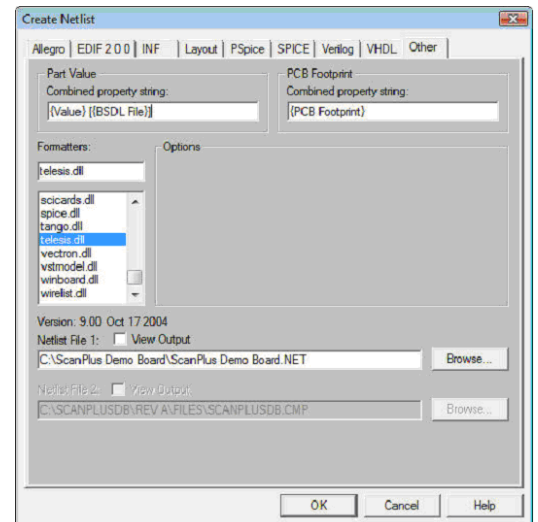 Create Netlist
Allegro EDIF 2 0 0 INF Layout PSpice SPICE Verilog VHDL Other
Part Value
Combined property string:
{Value} [{BSDL File}]
PCB Footprint
Combined property string:
{PCB Footprint}
Formatters:
telesis.dll
scicards.dll
spice.dll
tango.dll
telesis.dll
vectron.dll
vstmodel.dll
winboard.dll
wirelist.dll
Options
Version: 9.00 Oct 17 2004
Netlist File 1: View Output
C:\ScanPlus Demo Board\ScanPlus Demo Board.NET Browse...
Netlist File 2: View Output
C:\SCANPLUSDB\REV A\FILES\SCANPLUSDB.CMP Browse...
OK Cancel Help